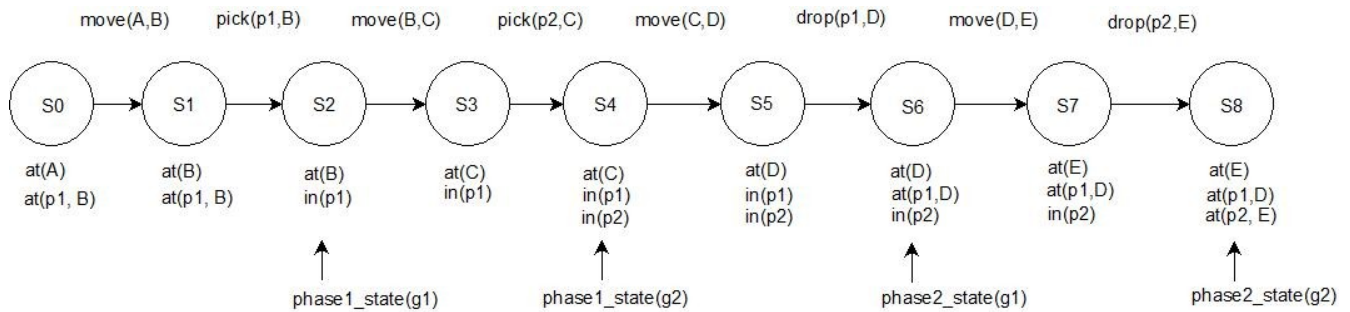 move(A,B) pick(p1,B) move(B,C) pick(p2,C) move(C,D) drop(p1,D) move(D,E) drop(p2,E)
S0 S1 S2 S3 S4 S5 S6 S7 S8
at(A) at(B) at(B) at(C) at(C) at(D) at(D) at(E) at(E)
at(p1, B) at(p1, B) in(p1) in(p1) in(p1) in(p1) at(p1,D) at(p1,D) at(p1,D)
in(p2) in(p2) in(p2) in(p2) at(p2, E)
phase1_state(g1) phase1_state(g2) phase2_state(g1) phase2_state(g2)